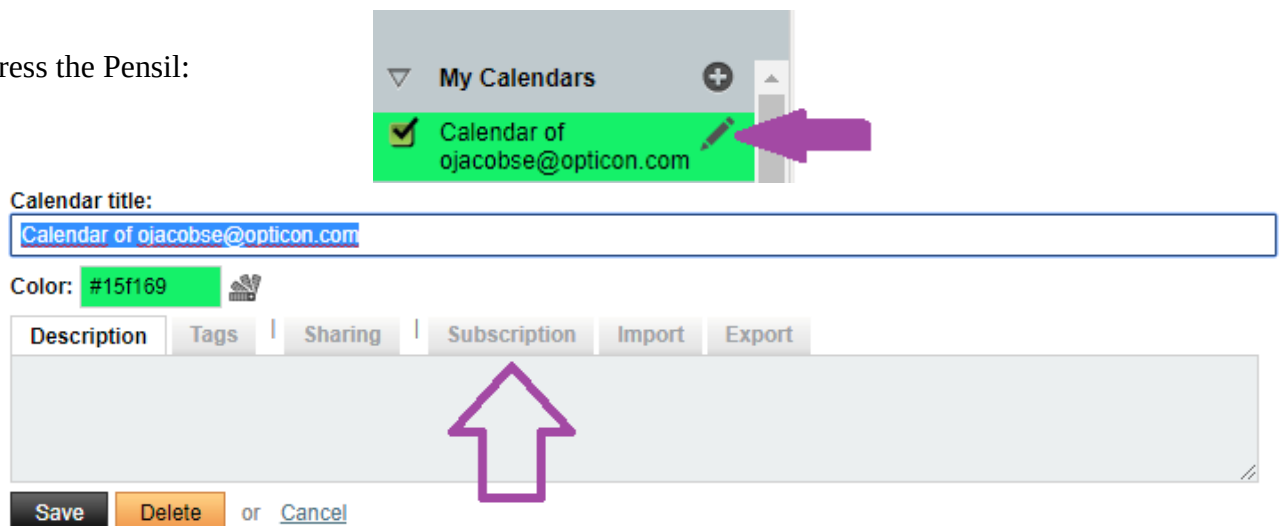 ress the Pensil:
My Calendars
Calendar of
ojacobse@opticon.com
Calendar title:
Calendar of ojacobse@opticon.com
Color: #15f169
Description Tags | Sharing | Subscription Import Export
Save Delete or Cancel